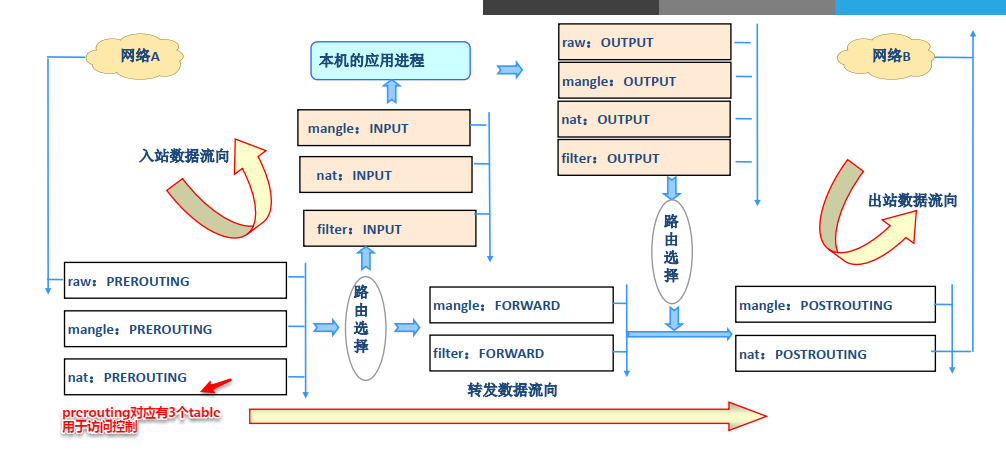 网络A
本机的应用进程
raw：OUTPUT
mangle：OUTPUT
nat：OUTPUT
filter：OUTPUT
网络B
mangle：INPUT
nat：INPUT
filter：INPUT
入站数据流向
出站数据流向
路由选择
raw：PREROUTING
mangle：PREROUTING
nat：PREROUTING
路由选择
mangle：FORWARD
filter：FORWARD
mangle：POSTROUTING
nat：POSTROUTING
转发数据流向
prerouting对应有3个table
用于访问控制